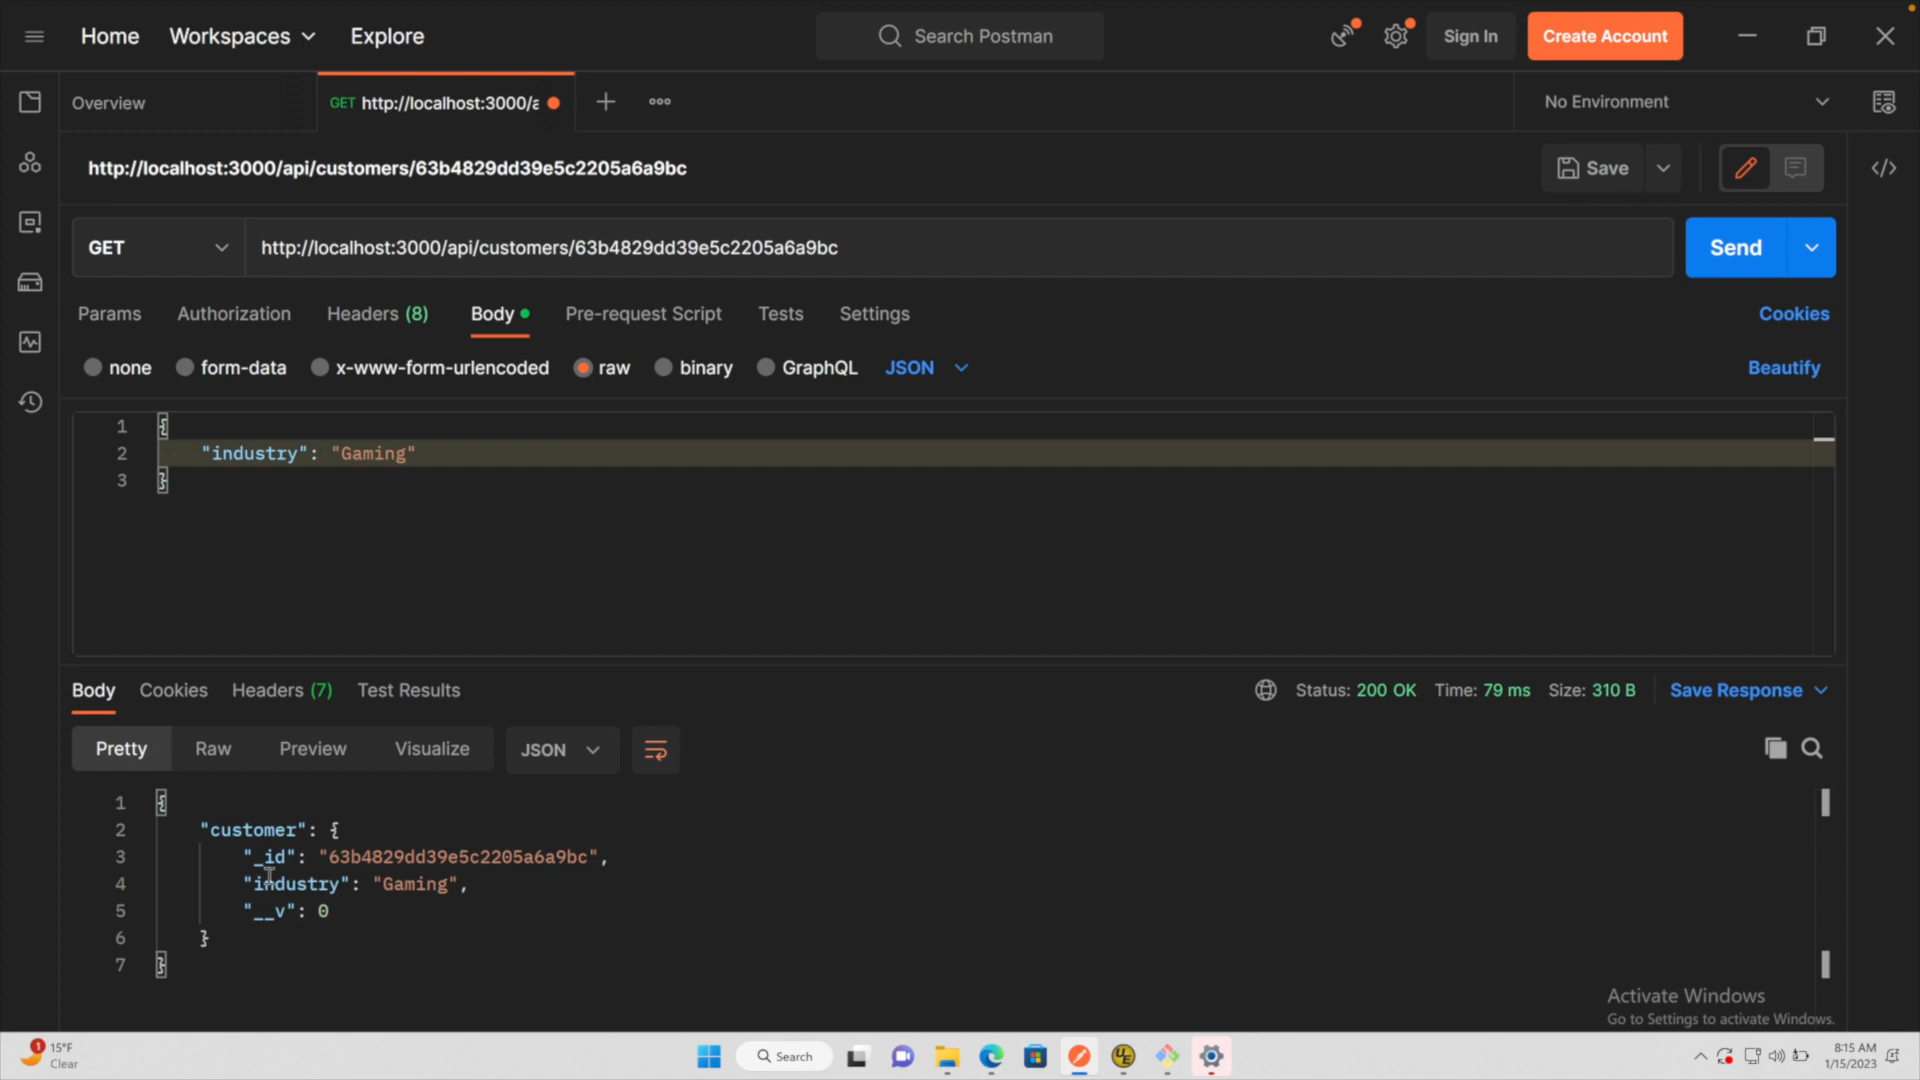 Home Workspaces Explore Search Postman Sign In Create Account
Overview GET http://localhost:3000/a No Environment
http://localhost:3000/api/customers/63b4829dd39e5c2205a6a9bc Save
GET http://localhost:3000/api/customers/63b4829dd39e5c2205a6a9bc Send
Params Authorization Headers (8) Body Pre-request Script Tests Settings Cookies
none form-data x-www-form-urlencoded raw binary GraphQL JSON Beautify
1 {
2 "industry": "Gaming"
3 }
Body Cookies Headers (7) Test Results Status: 200 OK Time: 79 ms Size: 310 B Save Response
Pretty Raw Preview Visualize JSON
1 {
2 "customer": {
3 "_id": "63b4829dd39e5c2205a6a9bc",
4 "industry": "Gaming",
5 "__v": 0
6 }
7 }
Activate Windows
Go to Settings to activate Windows.
1 15°F
Clear
Search
UE
8:15 AM
1/15/2023